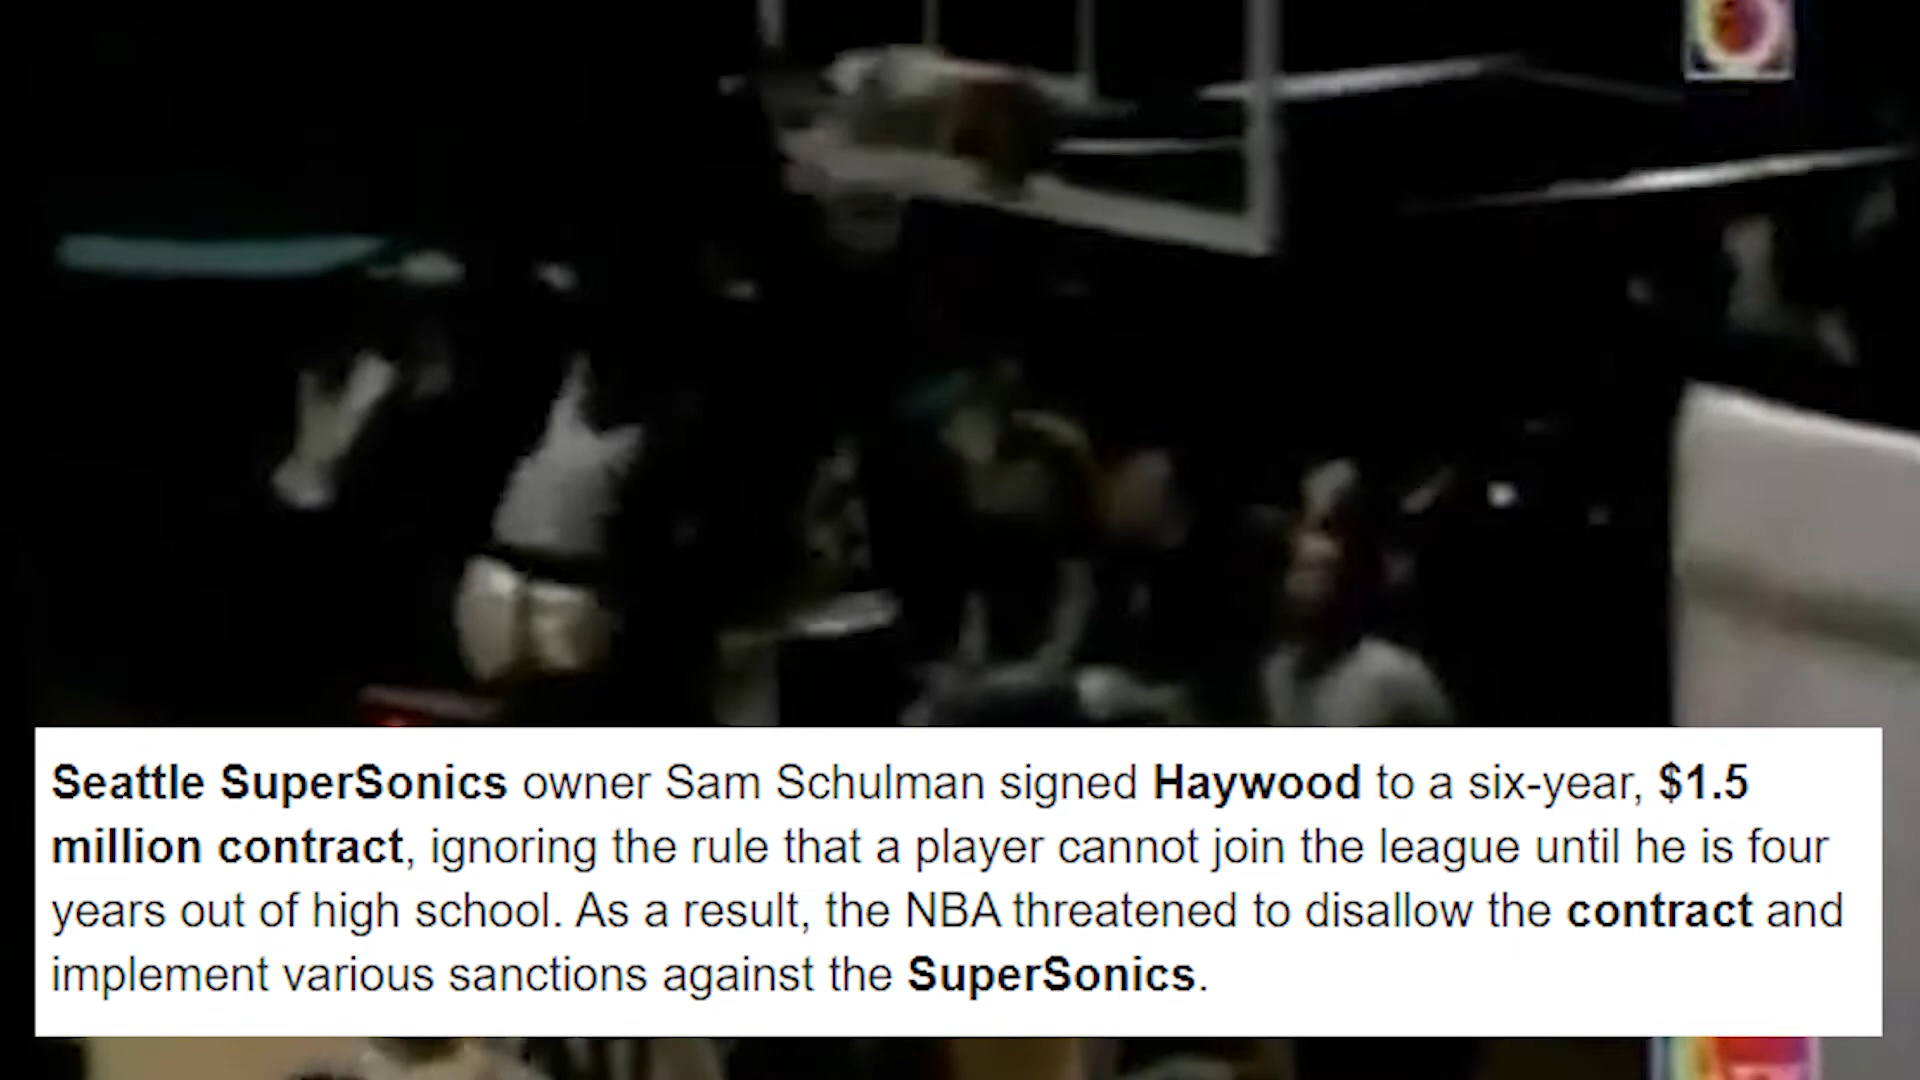 Seattle SuperSonics owner Sam Schulman signed Haywood to a six-year, $1.5
million contract, ignoring the rule that a player cannot join the league until he is four
years out of high school. As a result, the NBA threatened to disallow the contract and
implement various sanctions against the SuperSonics.